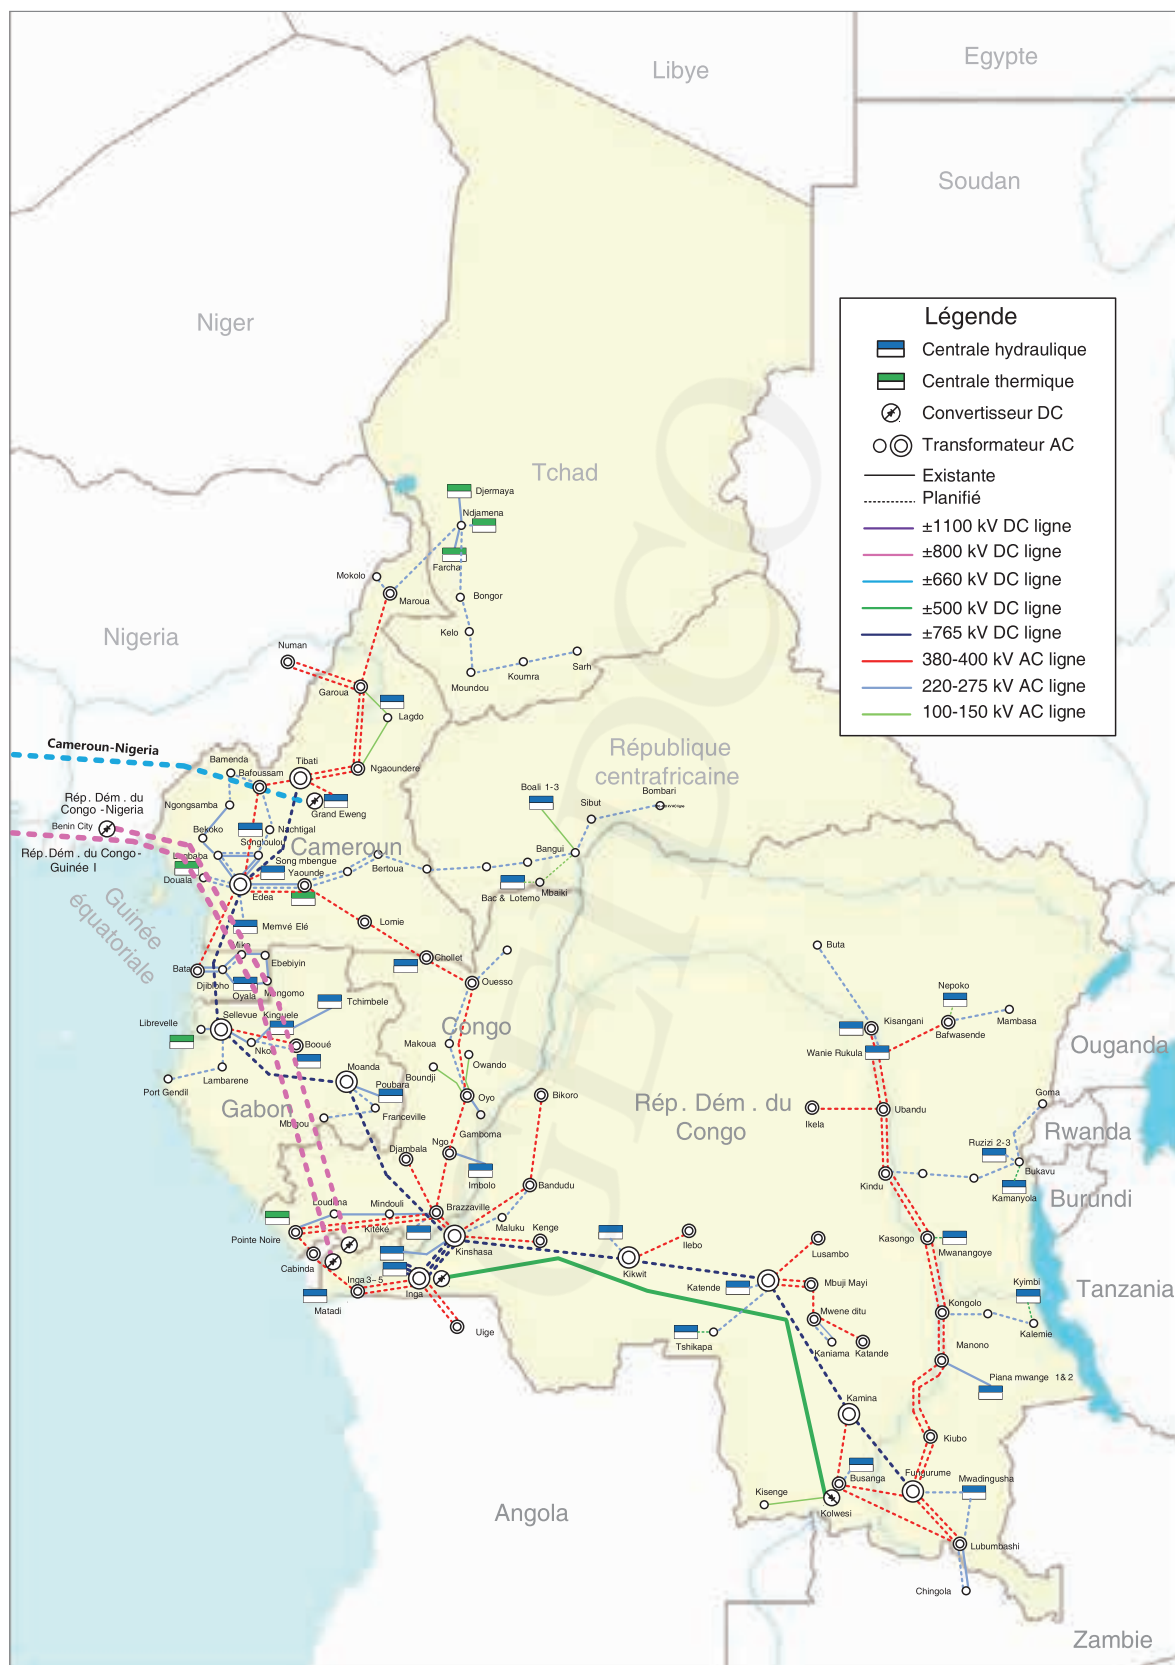 Libye
Egypte
Soudan
Niger
Légende
Centrale hydraulique
Centrale thermique
Convertisseur DC
Transformateur AC
Existante
Planifié
±1100 kV DC ligne
±800 kV DC ligne
±660 kV DC ligne
±500 kV DC ligne
±765 kV DC ligne
380-400 kV AC ligne
220-275 kV AC ligne
100-150 kV AC ligne
Tchad
Djermaya
Ndjamena
Farcha
Mokolo
Maroua
Bongor
Nigeria
Kelo
Numan
Sarh
Koumra
Moundou
Garoua
Lagdo
Cameroun-Nigeria
République
centrafricaine
Bamenda
Tibati
Bafoussam
Ngaoundere
Boali 1-3
Bombari
Sibut
Rép. Dém. du
Congo -Nigeria
Ngongsamba
Grand Eweng
Benin City
Bekoko
Nachtigal
Songloulou
Cameroun
Rép.Dém. du Congo-
Guinée I
Song mbengue
Bangui
Yaounde
Bertoua
Douala
Edea
Bac & Lotemo
Mbaiki
Guinée
équatoriale
Memvé Elé
Lomie
Buta
Chollet
Ebebiyin
Bata
Djibloho
Oyala
Mongomo
Ouesso
Nepoko
Tchimbele
Librevelle
Sellevue
Kinguele
Congo
Kisangani
Bafwasende
Mambasa
Wanie Rukula
Ouganda
Nko
Booué
Makoua
Owando
Moanda
Boundji
Port Gendil
Lambarene
Poubara
Gabon
Oyo
Bikoro
Rép. Dém. du
Congo
Ubandu
Goma
Franceville
Ikela
Rwanda
Gamboma
Ngo
Ruzizi 2-3
Djambala
Bukavu
Imbolo
Bandudu
Kindu
Kamanyola
Burundi
Loudima
Mindouli
Brazzaville
Maluku
Kenge
Pointe Noire
Kiteké
Kinshasa
Ilebo
Lusambo
Kasongo
Mwanangoye
Cabinda
Inga 3–5
Inga
Kikwit
Katende
Mbuji Mayi
Kyimbi
Tanzania
Matadi
Mwene ditu
Kongolo
Uige
Tshikapa
Kaniama
Katande
Kalemie
Manono
Piana mwange 1& 2
Kamina
Kiubo
Fungurume
Busanga
Mwadingusha
Kisenge
Kolwesi
Angola
Lubumbashi
Chingola
Zambie